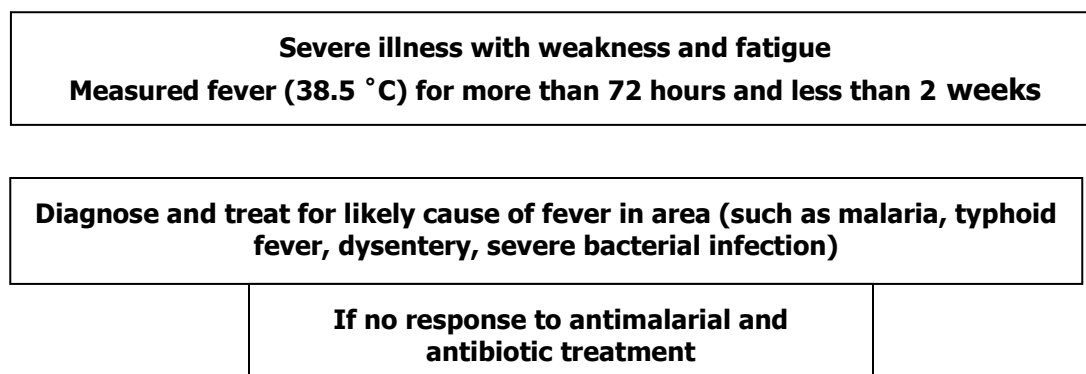 Severe illness with weakness and fatigue
Measured fever (38.5 ˚C) for more than 72 hours and less than 2 weeks
Diagnose and treat for likely cause of fever in area (such as malaria, typhoid
fever, dysentery, severe bacterial infection)
If no response to antimalarial and
antibiotic treatment